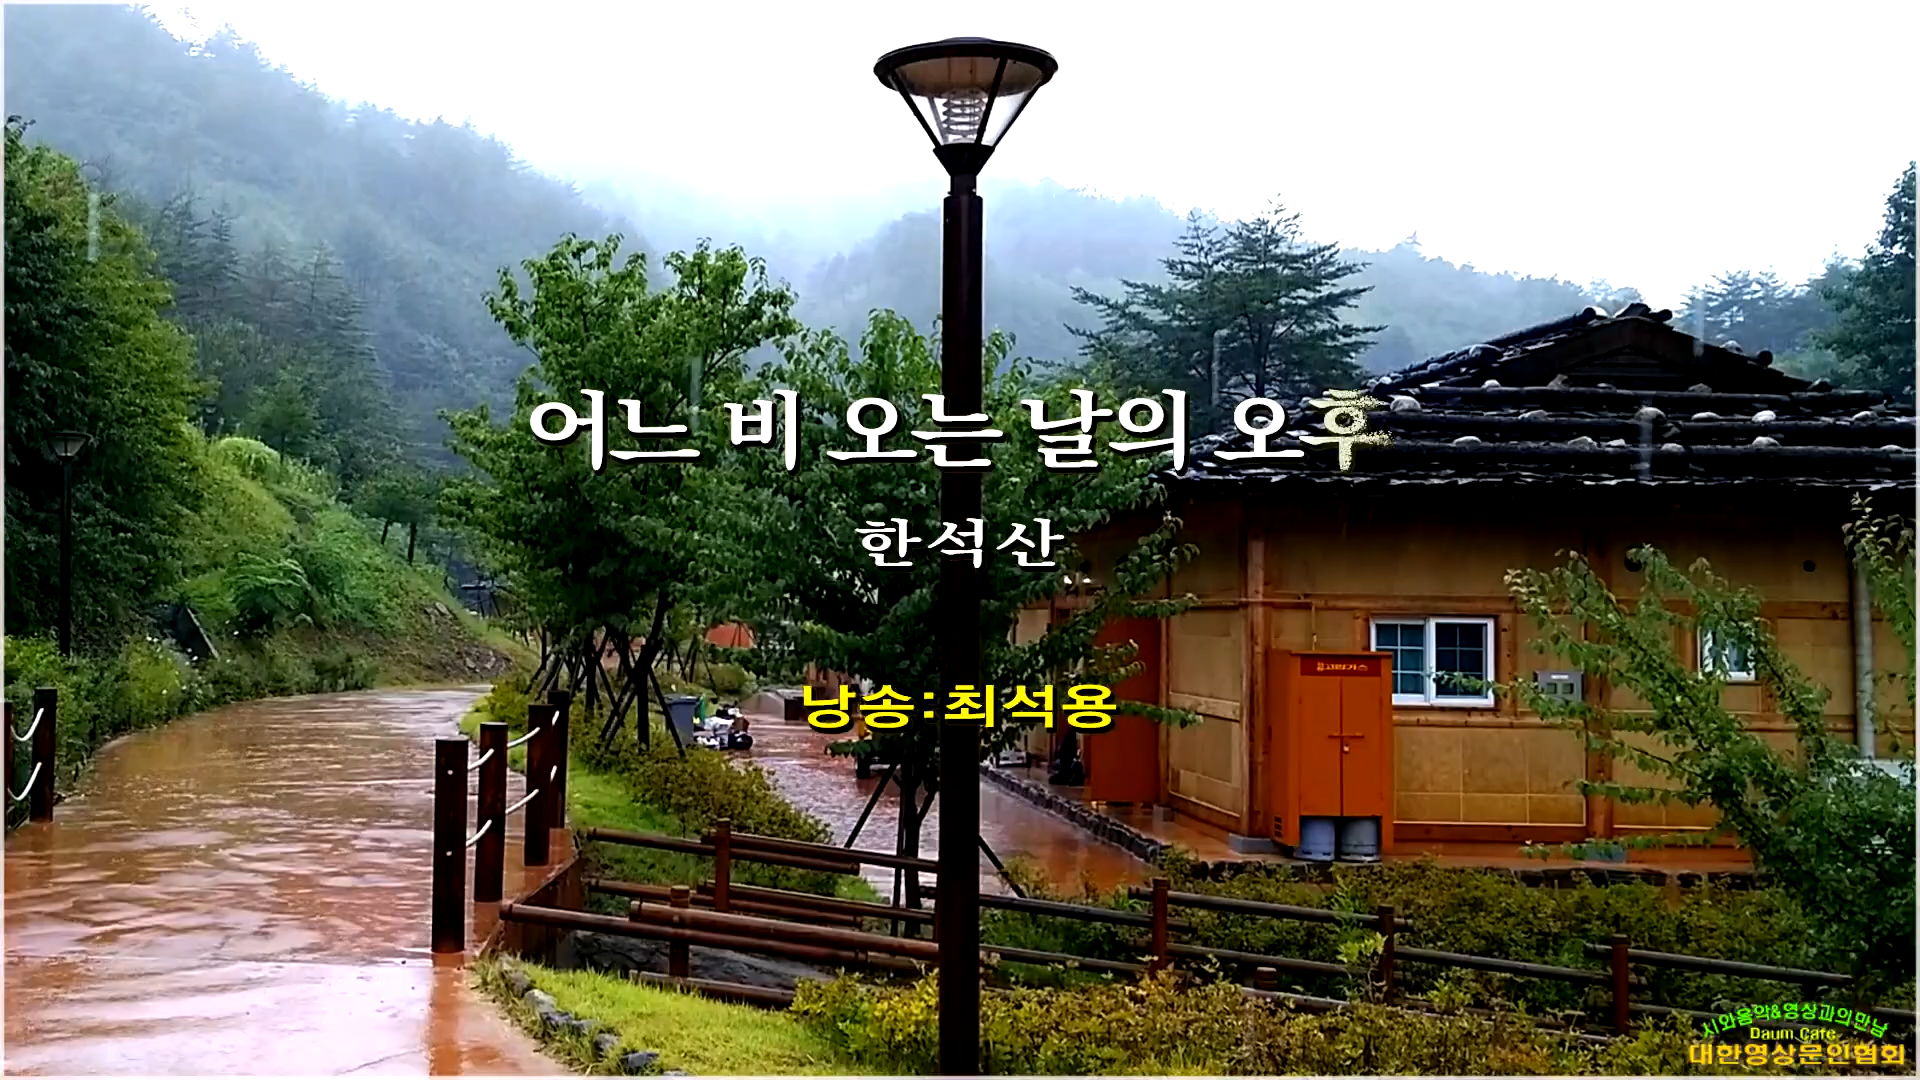 어느 비 오는 날의 오후
한석산
낭송:최석용
시와음악&영상과의만남
Daum Cafe
대한영상문인협회